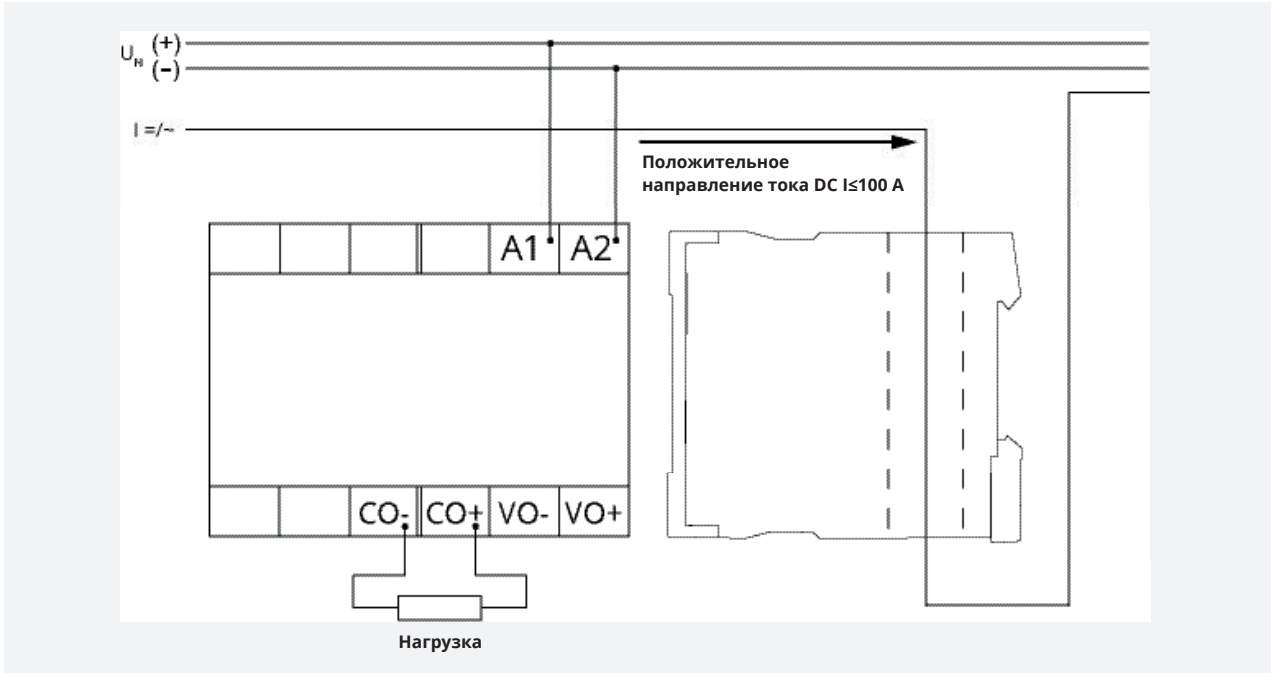 Uн (+)
(−)
I =/~
Положительное
направление тока DC I≤100 A
A1 A2
CO- CO+ VO- VO+
Нагрузка